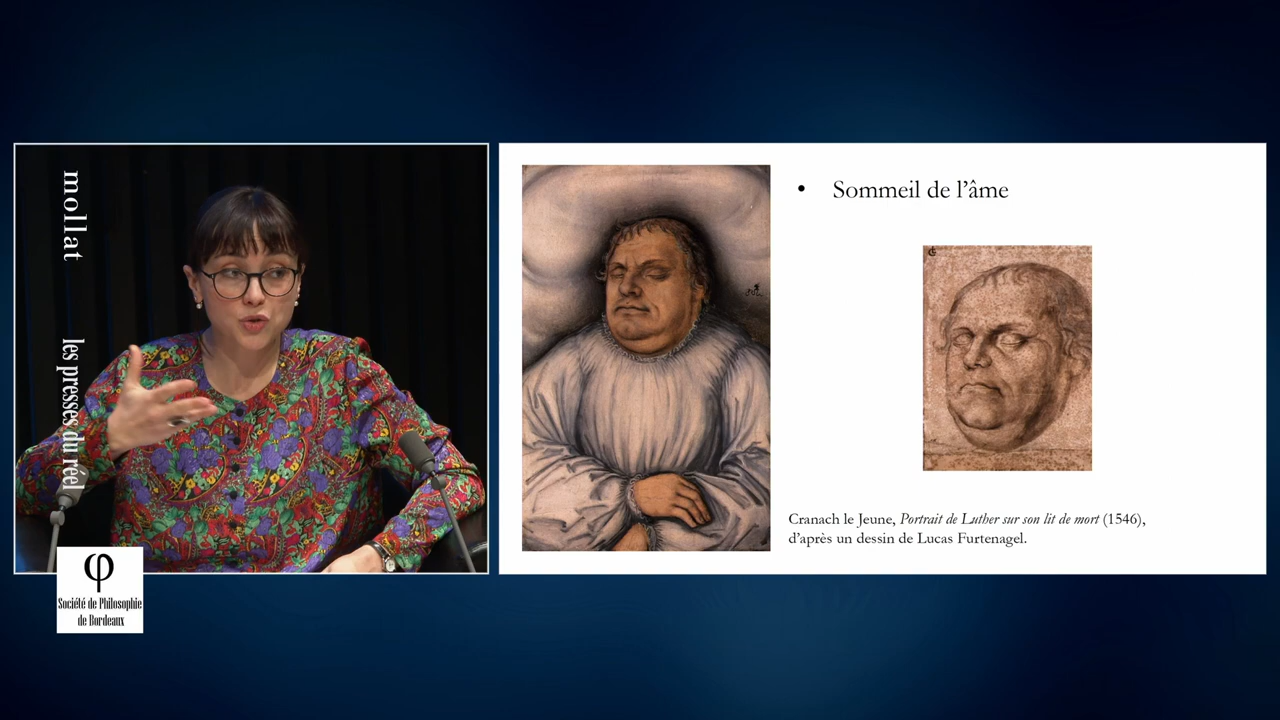 mollat
les presses du réel
φ
Société de Philosophie
de Bordeaux
• Sommeil de l’âme
Cranach le Jeune, Portrait de Luther sur son lit de mort (1546),
d’après un dessin de Lucas Furtenagel.